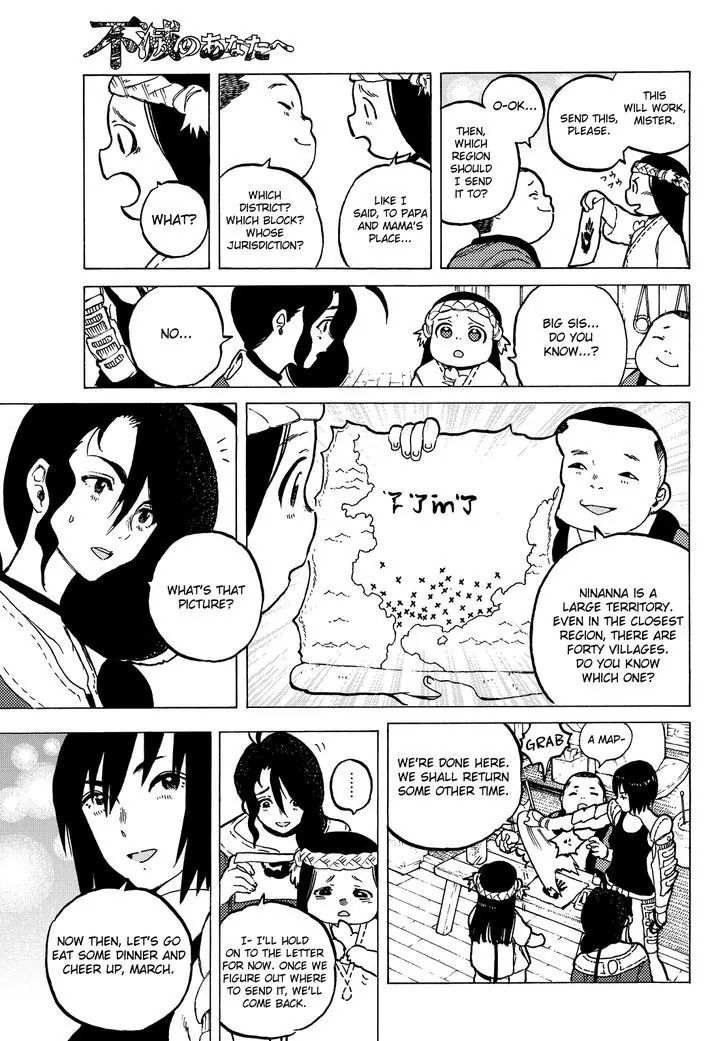 不滅のあなたへ
THIS
WILL WORK,
MISTER.
SEND THIS,
PLEASE.
O-OK...
THEN,
WHICH
REGION
SHOULD
I SEND
IT TO?
LIKE I
SAID, TO PAPA
AND MAMA'S
PLACE...
WHICH
DISTRICT?
WHICH BLOCK?
WHOSE
JURISDICTION?
WHAT?
BIG SIS...
DO YOU
KNOW...?
NO...
NINANNA IS A
LARGE TERRITORY.
EVEN IN THE CLOSEST
REGION, THERE ARE
FORTY VILLAGES.
DO YOU KNOW
WHICH ONE?
WHAT'S THAT
PICTURE?
A MAP-
GRAB
WE'RE DONE HERE.
WE SHALL RETURN
SOME OTHER TIME.
......
I- I'LL HOLD
ON TO THE LETTER
FOR NOW. ONCE WE
FIGURE OUT WHERE
TO SEND IT, WE'LL
COME BACK.
NOW THEN, LET'S GO
EAT SOME DINNER AND
CHEER UP, MARCH.